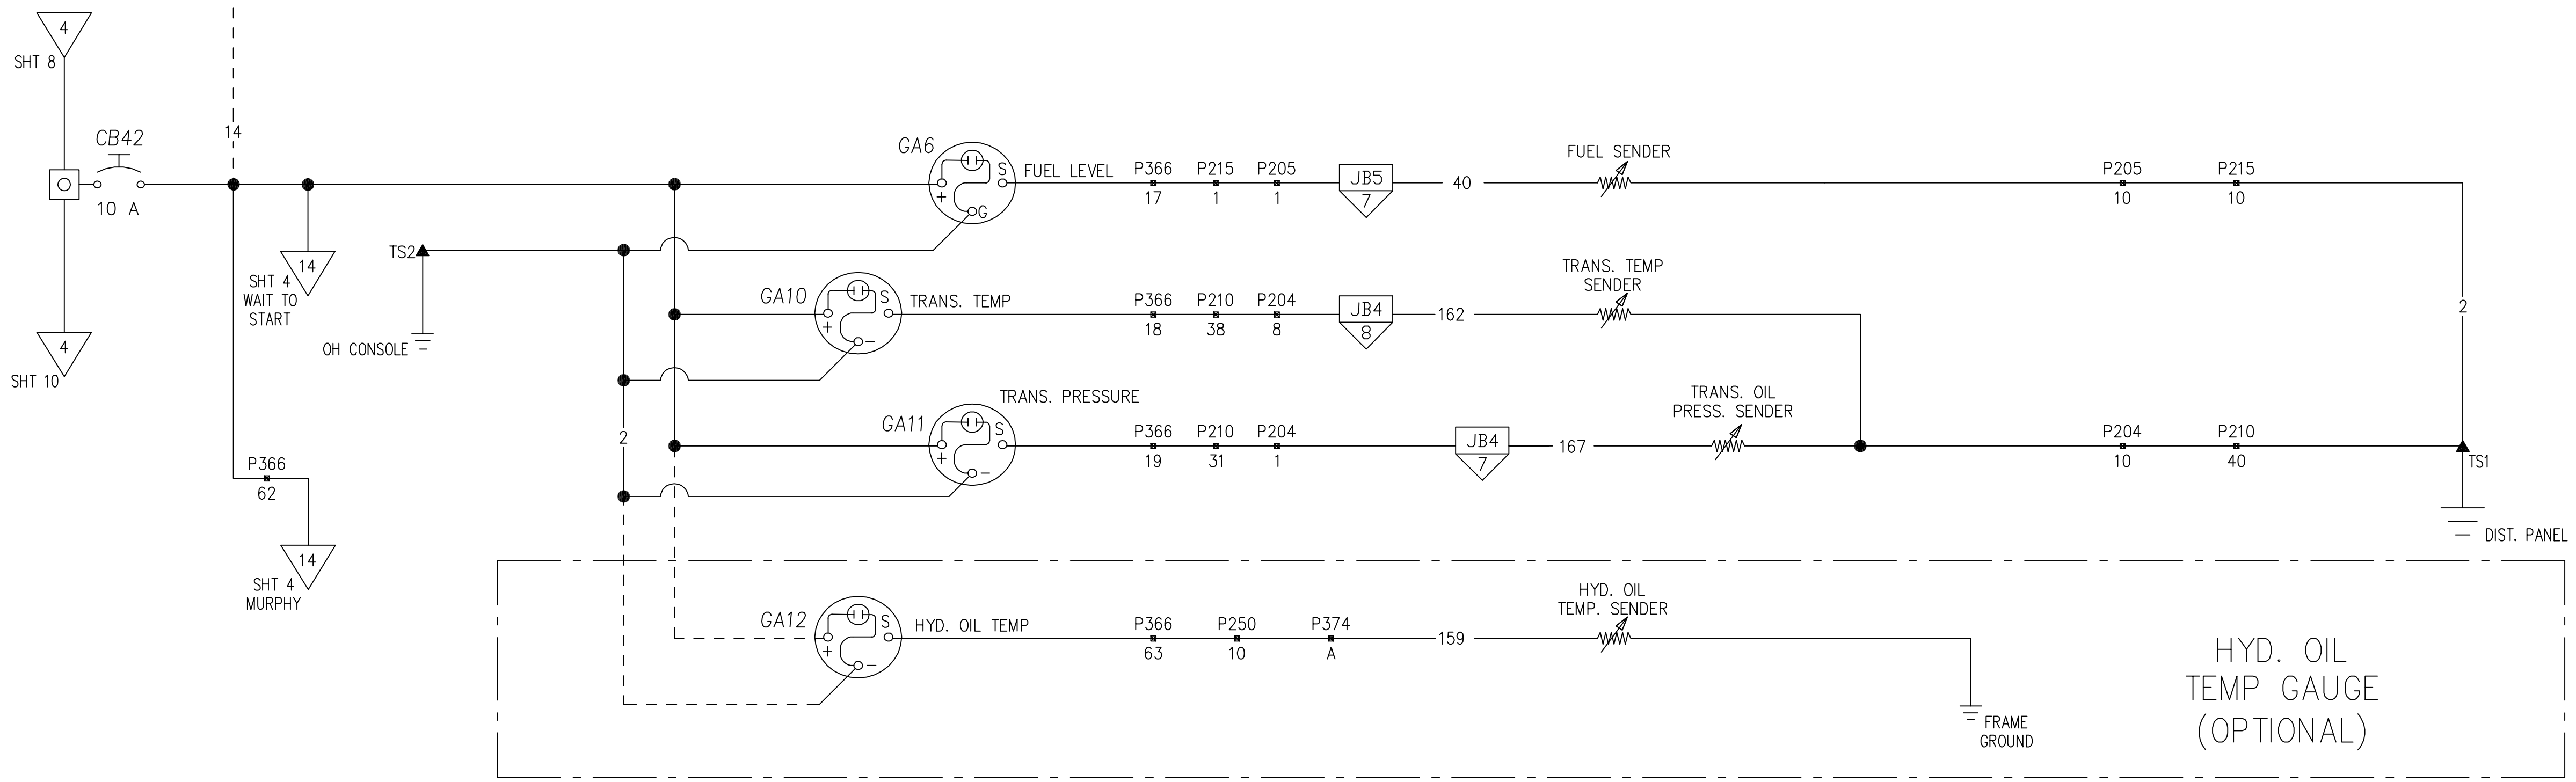 4
SHT 8
14
CB42
10 A
4
SHT 10
14
SHT 4
WAIT TO
START
P366
62
14
SHT 4
MURPHY
TS2
OH CONSOLE
2
GA6
+
S
G
FUEL LEVEL
P366
17
P215
1
P205
1
JB5
7
40
FUEL SENDER
P205
10
P215
10
2
GA10
+
S
-
TRANS. TEMP
P366
18
P210
38
P204
8
JB4
8
162
TRANS. TEMP
SENDER
GA11
+
S
-
TRANS. PRESSURE
P366
19
P210
31
P204
1
JB4
7
167
TRANS. OIL
PRESS. SENDER
P204
10
P210
40
TS1
DIST. PANEL
GA12
+
S
-
HYD. OIL TEMP
P366
63
P250
10
P374
A
159
HYD. OIL
TEMP. SENDER
FRAME
GROUND
HYD. OIL
TEMP GAUGE
(OPTIONAL)